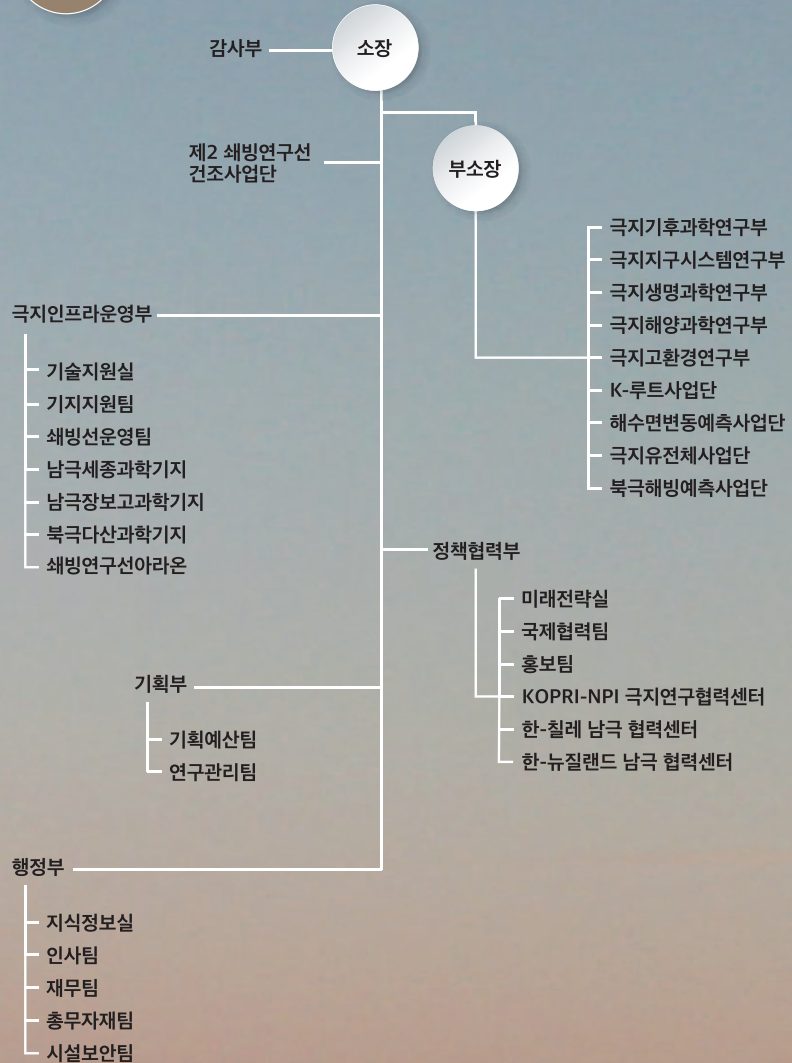 감사부
소장
제2 쇄빙연구선
건조사업단
부소장
극지기후과학연구부
극지지구시스템연구부
극지생명과학연구부
극지해양과학연구부
극지고환경연구부
K-루트사업단
해수면변동예측사업단
극지유전체사업단
북극해빙예측사업단
극지인프라운영부
기술지원실
기지지원팀
쇄빙선운영팀
남극세종과학기지
남극장보고과학기지
북극다산과학기지
쇄빙연구선아라온
정책협력부
미래전략실
국제협력팀
홍보팀
KOPRI-NPI 극지연구협력센터
한-칠레 남극 협력센터
한-뉴질랜드 남극 협력센터
기획부
기획예산팀
연구관리팀
행정부
지식정보실
인사팀
재무팀
총무자재팀
시설보안팀